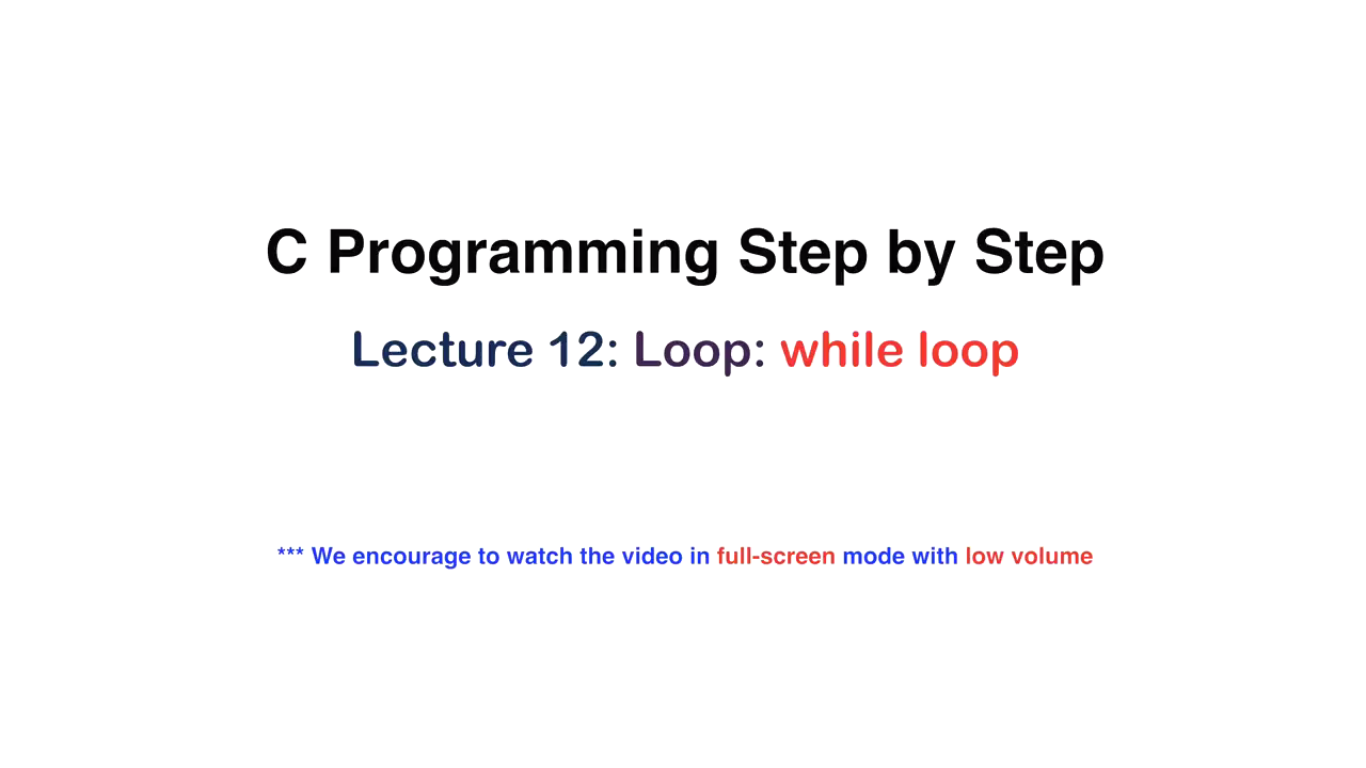 C Programming Step by Step
Lecture 12: Loop: while loop
*** We encourage to watch the video in full-screen mode with low volume